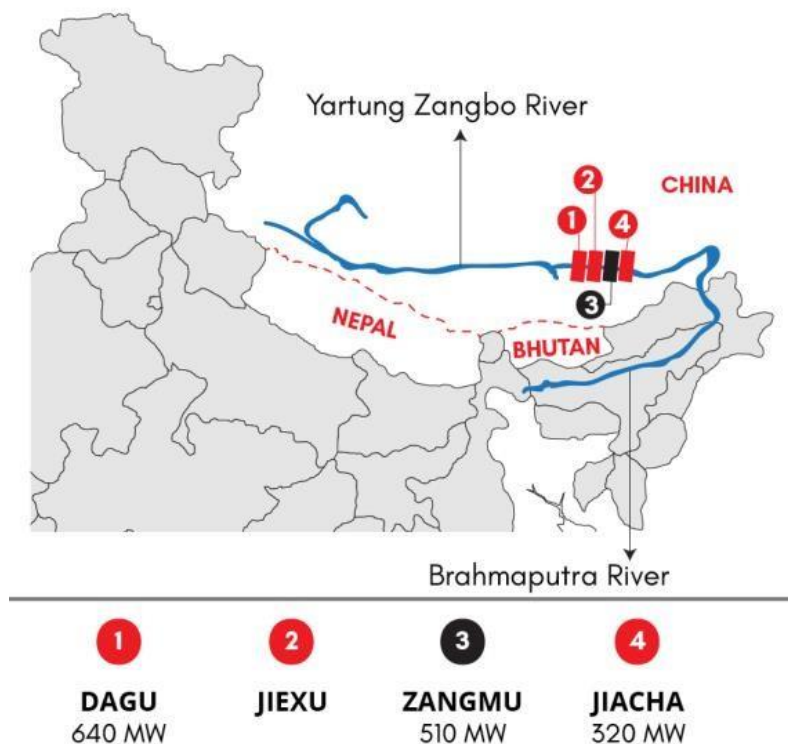 Yartung Zangbo River
CHINA
2
1
4
3
NEPAL
BHUTAN
Brahmaputra River
1
2
3
4
DAGU
JIEXU
ZANGMU
JIACHA
640 MW
510 MW
320 MW